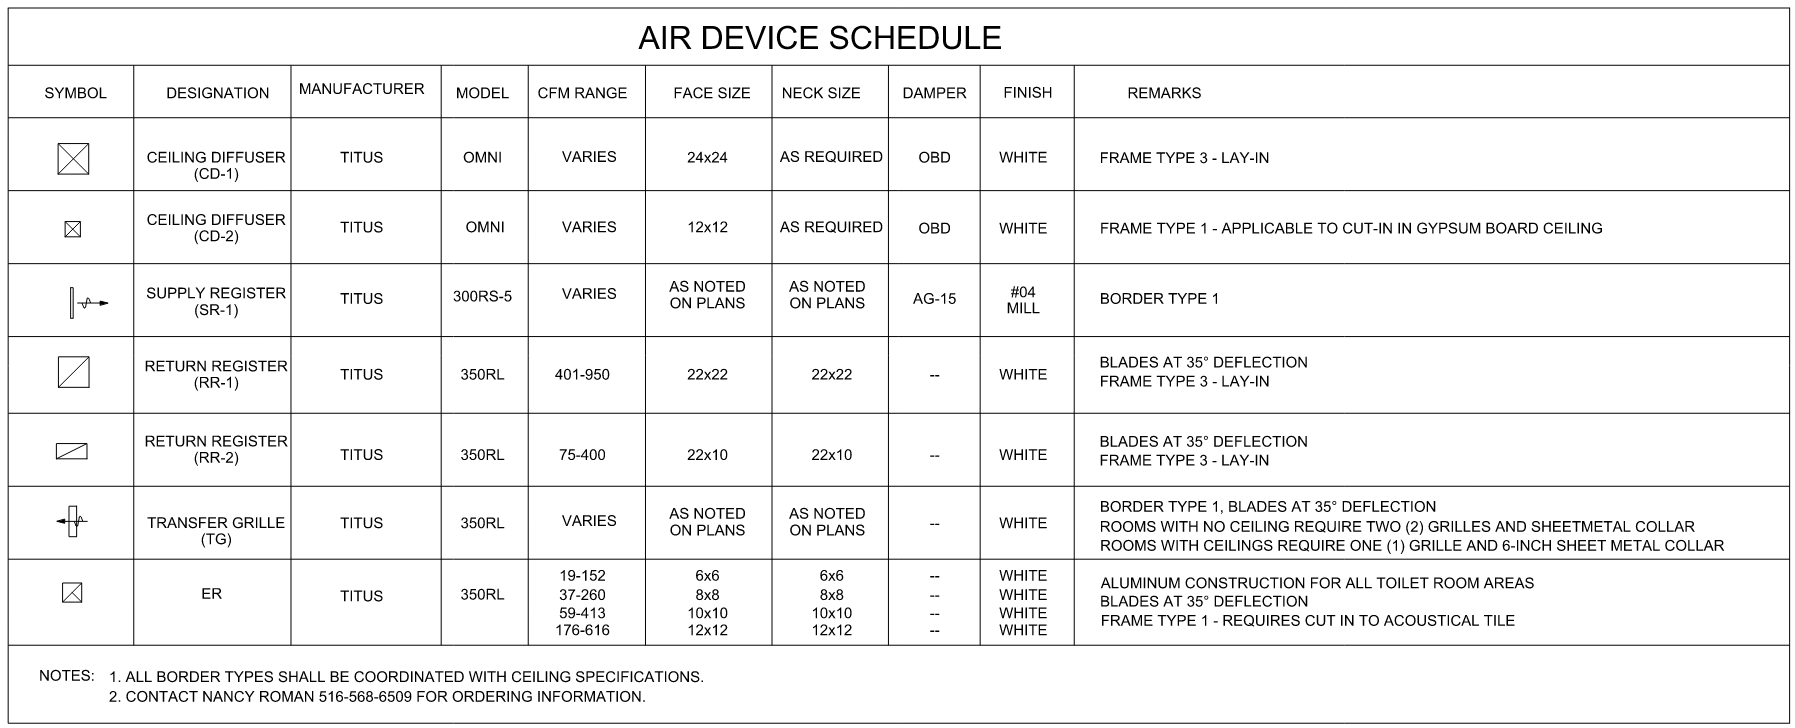 AIR DEVICE SCHEDULE
SYMBOL DESIGNATION MANUFACTURER MODEL CFM RANGE FACE SIZE NECK SIZE DAMPER FINISH REMARKS
CEILING DIFFUSER TITUS OMNI VARIES 24x24 AS REQUIRED OBD WHITE FRAME TYPE 3 - LAY-IN
(CD-1)
CEILING DIFFUSER TITUS OMNI VARIES 12x12 AS REQUIRED OBD WHITE FRAME TYPE 1 - APPLICABLE TO CUT-IN IN GYPSUM BOARD CEILING
(CD-2)
SUPPLY REGISTER TITUS 300RS-5 VARIES AS NOTED AS NOTED AG-15 #04 BORDER TYPE 1
(SR-1) ON PLANS ON PLANS MILL
RETURN REGISTER TITUS 350RL 401-950 22x22 22x22 -- WHITE BLADES AT 35° DEFLECTION
(RR-1) FRAME TYPE 3 - LAY-IN
RETURN REGISTER TITUS 350RL 75-400 22x10 22x10 -- WHITE BLADES AT 35° DEFLECTION
(RR-2) FRAME TYPE 3 - LAY-IN
BORDER TYPE 1, BLADES AT 35° DEFLECTION
TRANSFER GRILLE TITUS 350RL VARIES AS NOTED AS NOTED -- WHITE ROOMS WITH NO CEILING REQUIRE TWO (2) GRILLES AND SHEETMETAL COLLAR
(TG) ON PLANS ON PLANS ROOMS WITH CEILINGS REQUIRE ONE (1) GRILLE AND 6-INCH SHEET METAL COLLAR
19-152 6x6 6x6 -- WHITE ALUMINUM CONSTRUCTION FOR ALL TOILET ROOM AREAS
ER TITUS 350RL 37-260 8x8 8x8 -- WHITE BLADES AT 35° DEFLECTION
59-413 10x10 10x10 -- WHITE FRAME TYPE 1 - REQUIRES CUT IN TO ACOUSTICAL TILE
176-616 12x12 12x12 -- WHITE
NOTES: 1. ALL BORDER TYPES SHALL BE COORDINATED WITH CEILING SPECIFICATIONS.
2. CONTACT NANCY ROMAN 516-568-6509 FOR ORDERING INFORMATION.